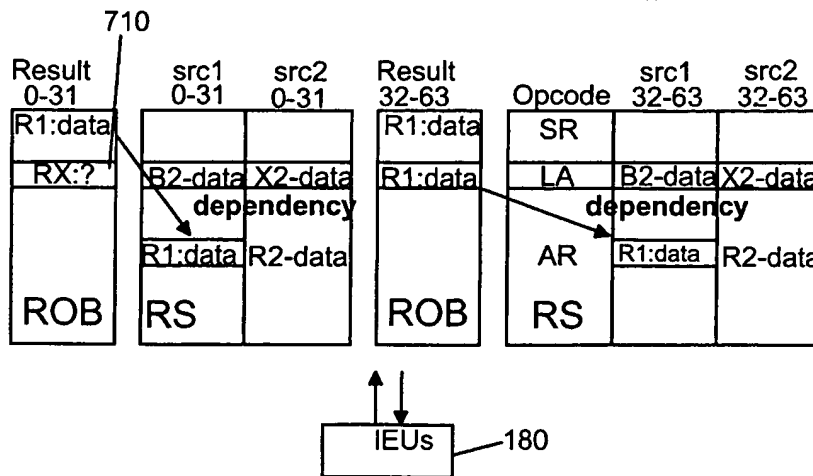 710
Result src1 src2 Result src1 src2
0-31 0-31 0-31 32-63 Opcode 32-63 32-63
R1:data R1:data SR
RX:? B2-data X2-data R1:data LA B2-data X2-data
dependency dependency
R1:data R2-data AR R1:data R2-data
ROB RS ROB RS
IEUs 180